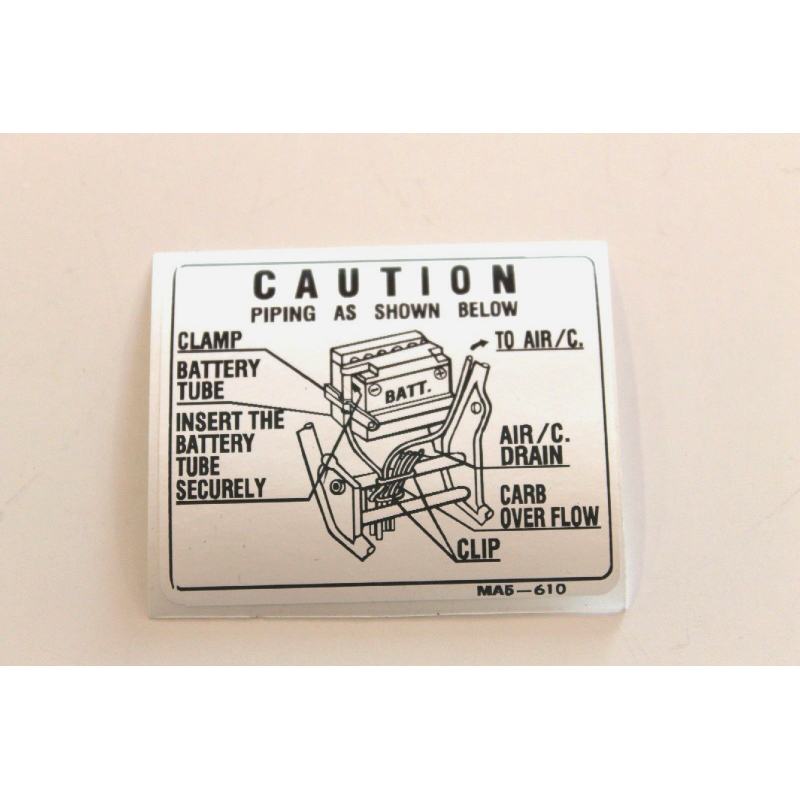 CAUTION
PIPING AS SHOWN BELOW
CLAMP
TO AIR/C.
BATTERY
TUBE
BATT.
INSERT THE
BATTERY
TUBE
SECURELY
AIR/C.
DRAIN
CARB
OVER FLOW
CLIP
MA5—610